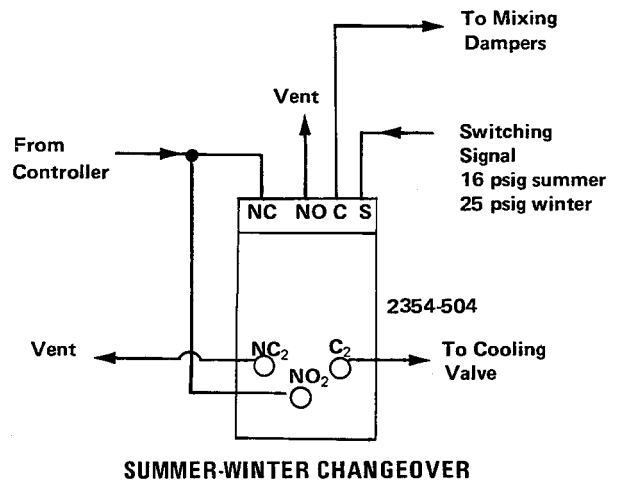 To Mixing
Dampers
Vent
From
Controller
Switching
Signal
16 psig summer
25 psig winter
NC NO C S
2354-504
Vent
NC2
C2
NO2
To Cooling
Valve
SUMMER-WINTER CHANGEOVER